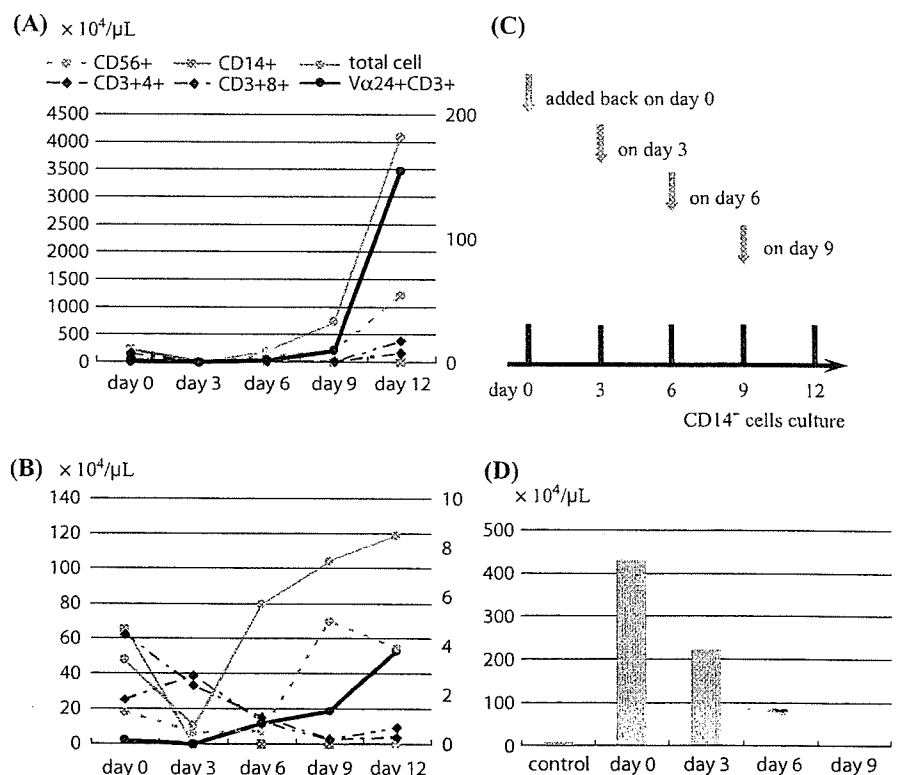 (A) × 10⁴/μL
CD56+ CD14+ total cell
CD3+4+ CD3+8+ Vα24+CD3+
4500
4000
3500
3000
2500
2000
1500
1000
500
0
200
100
0
day 0 day 3 day 6 day 9 day 12
(C)
added back on day 0
on day 3
on day 6
on day 9
day 0 3 6 9 12
CD14⁻ cells culture
(B) × 10⁴/μL
140
120
100
80
60
40
20
0
10
8
6
4
2
0
day 0 day 3 day 6 day 9 day 12
(D)
× 10⁴/μL
500
400
300
200
100
0
control day 0 day 3 day 6 day 9